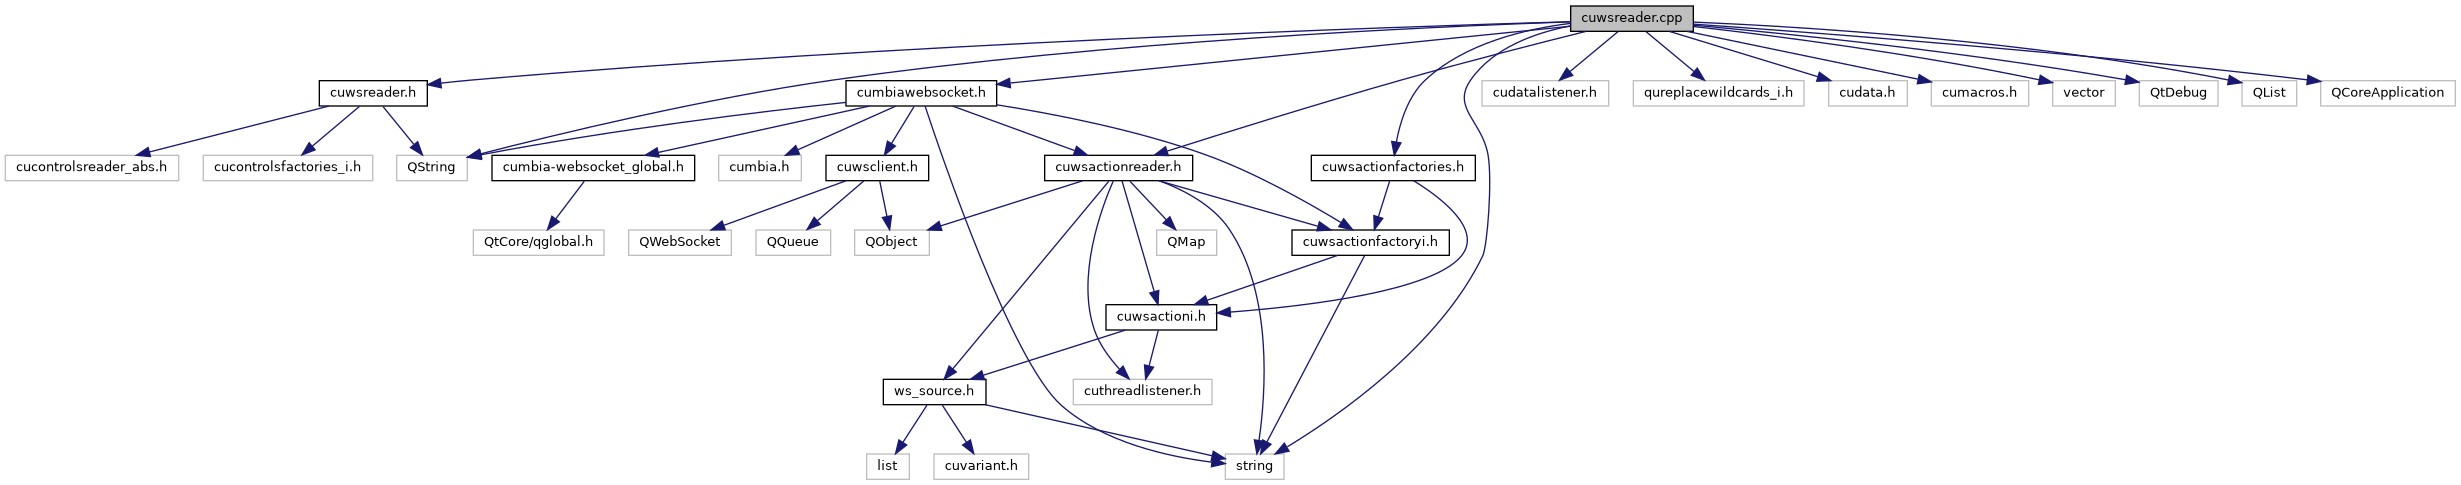 cuwsreader.cpp
cuwsreader.h
cumbiawebsocket.h
cudatalistener.h
qureplacewildcards_i.h
cudata.h
cumacros.h
vector
QtDebug
QList
QCoreApplication
cucontrolsreader_abs.h
cucontrolsfactories_i.h
QString
cumbia-websocket_global.h
cumbia.h
cuwsclient.h
cuwsactionreader.h
cuwsactionfactories.h
QtCore/qglobal.h
QWebSocket
QQueue
QObject
QMap
cuwsactionfactoryi.h
cuwsactioni.h
ws_source.h
cuthreadlistener.h
list
cuvariant.h
string